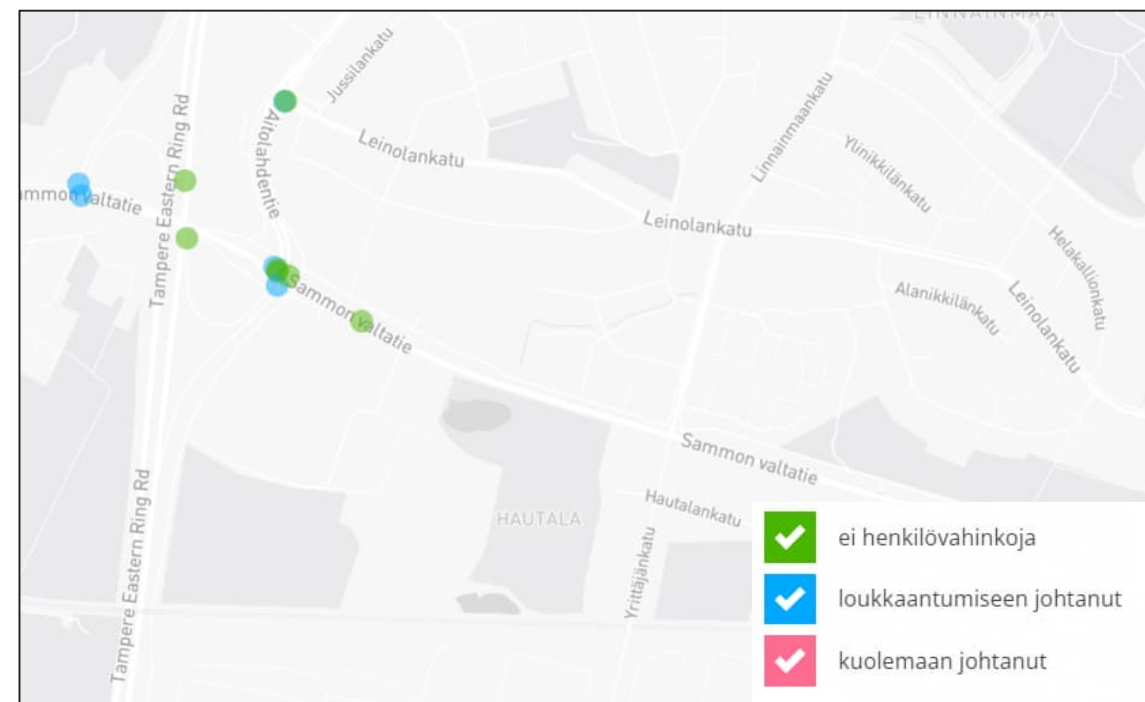 LINNAINMAA
Jussilankatu
Aitolahdentie
Leinolankatu
Tampere Eastern Ring Rd
Linnainmaankatu
Ylinikkilänkatu
Sammon valtatie
Leinolankatu
Helakallionkatu
Alanikkilänkatu
Leinolankatu
Sammon valtatie
Sammon valtatie
Hautalankatu
HAUTALA
Yrittäjänkatu
Tampere Eastern Ring Rd
ei henkilövahinkoja
loukkaantumiseen johtanut
kuolemaan johtanut